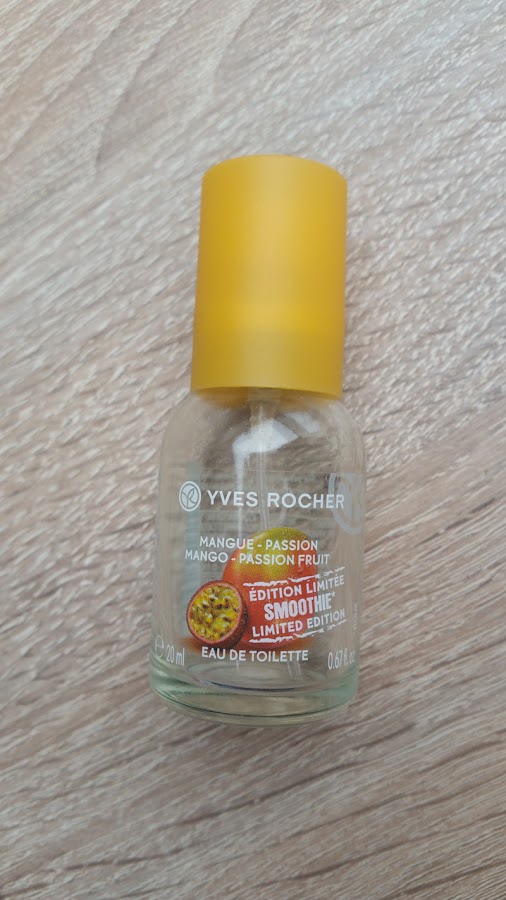 YVES ROCHER
MANGUE - PASSION
MANGO - PASSION FRUIT
ÉDITION LIMITÉE
SMOOTHIE*
LIMITED EDITION
EAU DE TOILETTE
℮ 20 ml
0.67 fl. oz